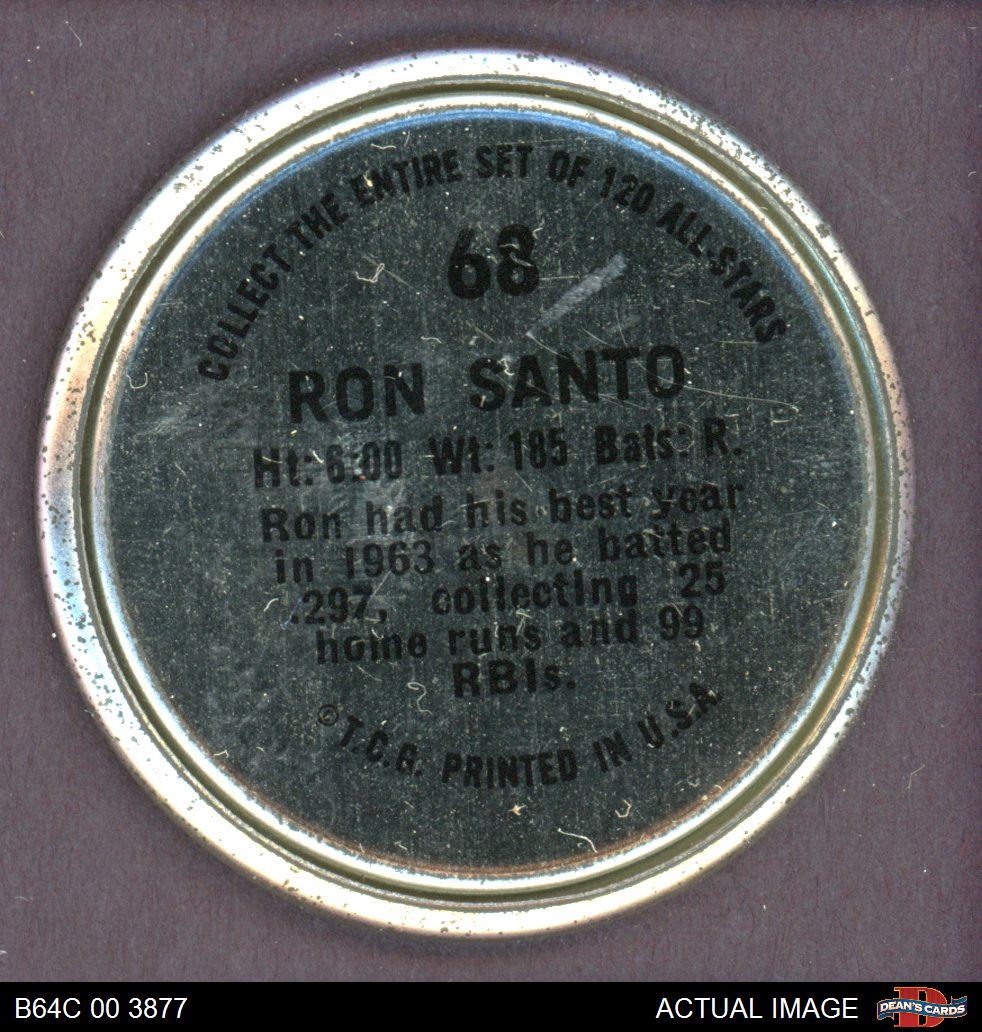 COLLECT THE ENTIRE SET OF 120 ALL-STARS
68
RON SANTO
Ht: 6:00 Wt: 185 Bats: R.
Ron had his best year
in 1963 as he batted
.297, collecting 25
home runs and 99
RBIs.
© T.C.G. PRINTED IN U.S.A.
B64C 00 3877
ACTUAL IMAGE
DEAN'S CARDS